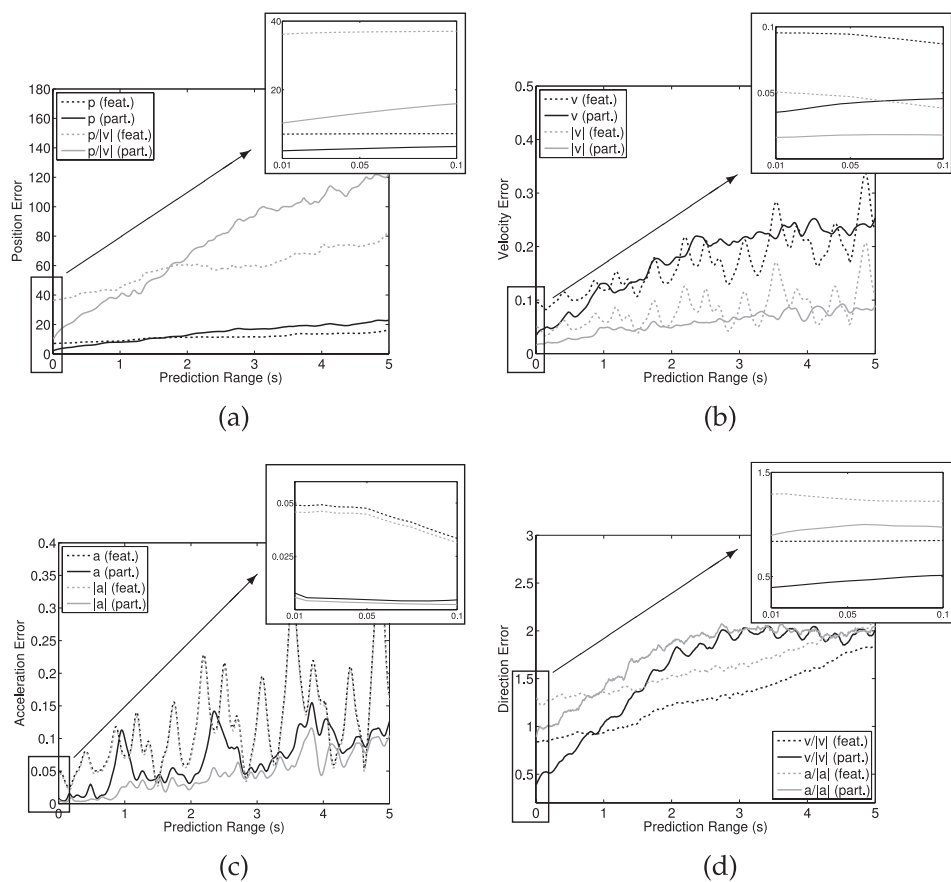 40
20
0
0.01
0.05
0.1
180
160
140
120
100
80
60
40
20
0
p (feat.)
p (part.)
p/|v| (feat.)
p/|v| (part.)
Position Error
0
1
2
3
4
5
Prediction Range (s)
(a)
0.1
0.05
0
0.01
0.05
0.1
0.5
0.4
0.3
0.2
0.1
0
v (feat.)
v (part.)
|v| (feat.)
|v| (part.)
Velocity Error
0
1
2
3
4
5
Prediction Range (s)
(b)
0.05
0.025
0
0.01
0.05
0.1
0.4
0.35
0.3
0.25
0.2
0.15
0.1
0.05
0
a (feat.)
a (part.)
|a| (feat.)
|a| (part.)
Acceleration Error
0
1
2
3
4
5
Prediction Range (s)
(c)
1.5
1
0.5
0.01
0.05
0.1
3
2.5
2
1.5
1
0.5
0.2
v/|v| (feat.)
v/|v| (part.)
a/|a| (feat.)
a/|a| (part.)
Direction Error
0
1
2
3
4
5
Prediction Range (s)
(d)